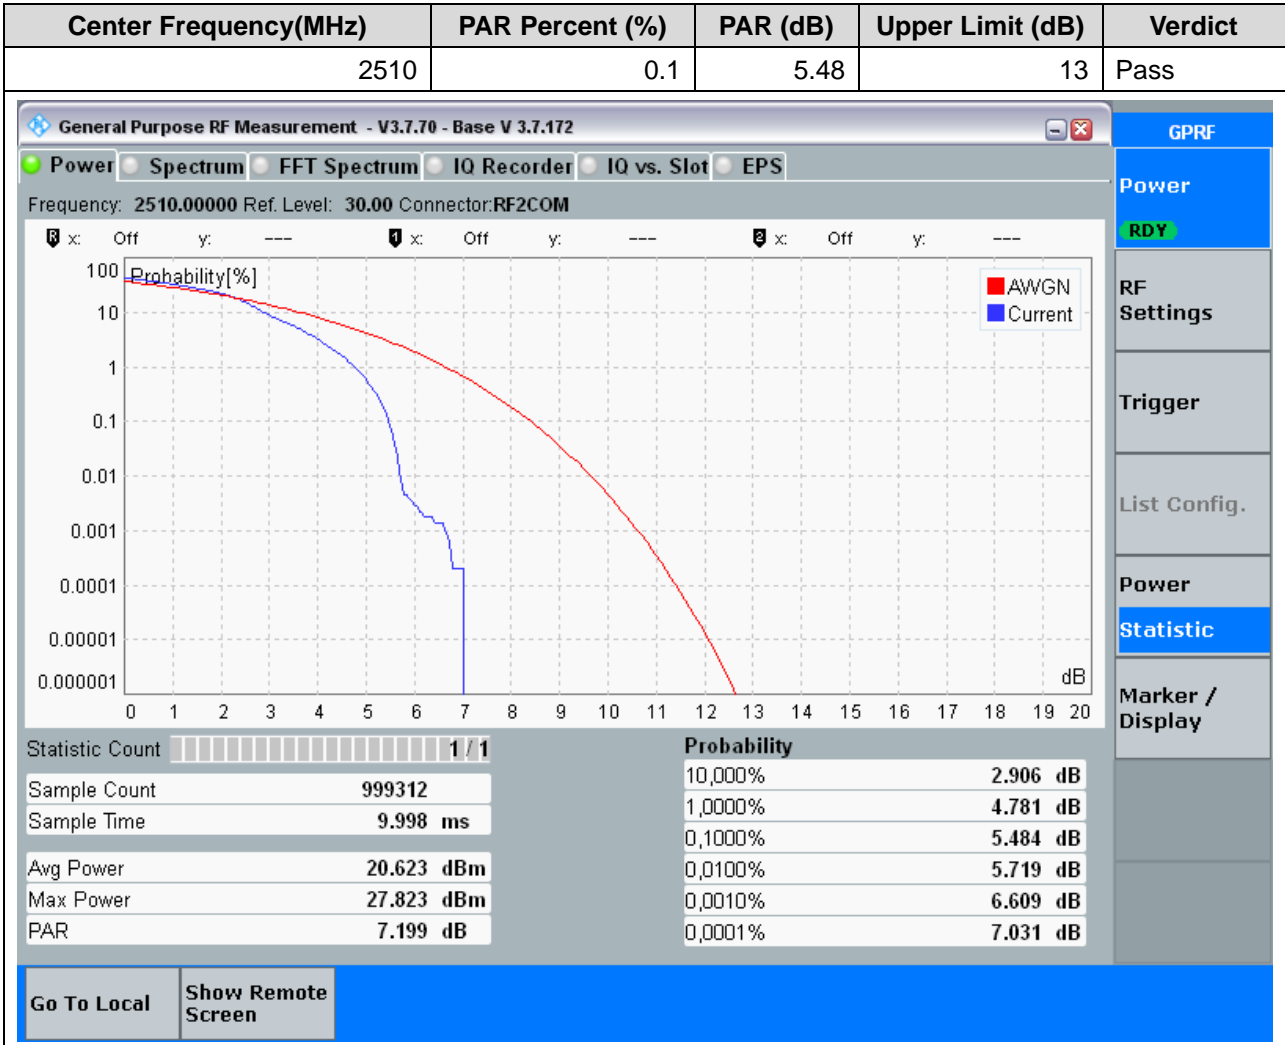 Center Frequency(MHz) PAR Percent (%) PAR (dB) Upper Limit (dB) Verdict
2510 0.1 5.48 13 Pass
General Purpose RF Measurement - V3.7.70 - Base V 3.7.172
GPRF
Power Spectrum FFT Spectrum IQ Recorder IQ vs. Slot EPS
Power
RDY
Frequency: 2510.00000 Ref. Level: 30.00 Connector:RF2COM
R x: Off y: --- 1 x: Off y: --- 2 x: Off y: ---
Probability[%]
AWGN
Current
100
10
1
0.1
0.01
0.001
0.0001
0.00001
0.000001
dB
0 1 2 3 4 5 6 7 8 9 10 11 12 13 14 15 16 17 18 19 20
RF
Settings
Trigger
List Config.
Power
Statistic
Marker /
Display
Statistic Count 1 / 1
Sample Count 999312
Sample Time 9.998 ms
Avg Power 20.623 dBm
Max Power 27.823 dBm
PAR 7.199 dB
Probability
10,000% 2.906 dB
1,0000% 4.781 dB
0,1000% 5.484 dB
0,0100% 5.719 dB
0,0010% 6.609 dB
0,0001% 7.031 dB
Go To Local
Show Remote
Screen